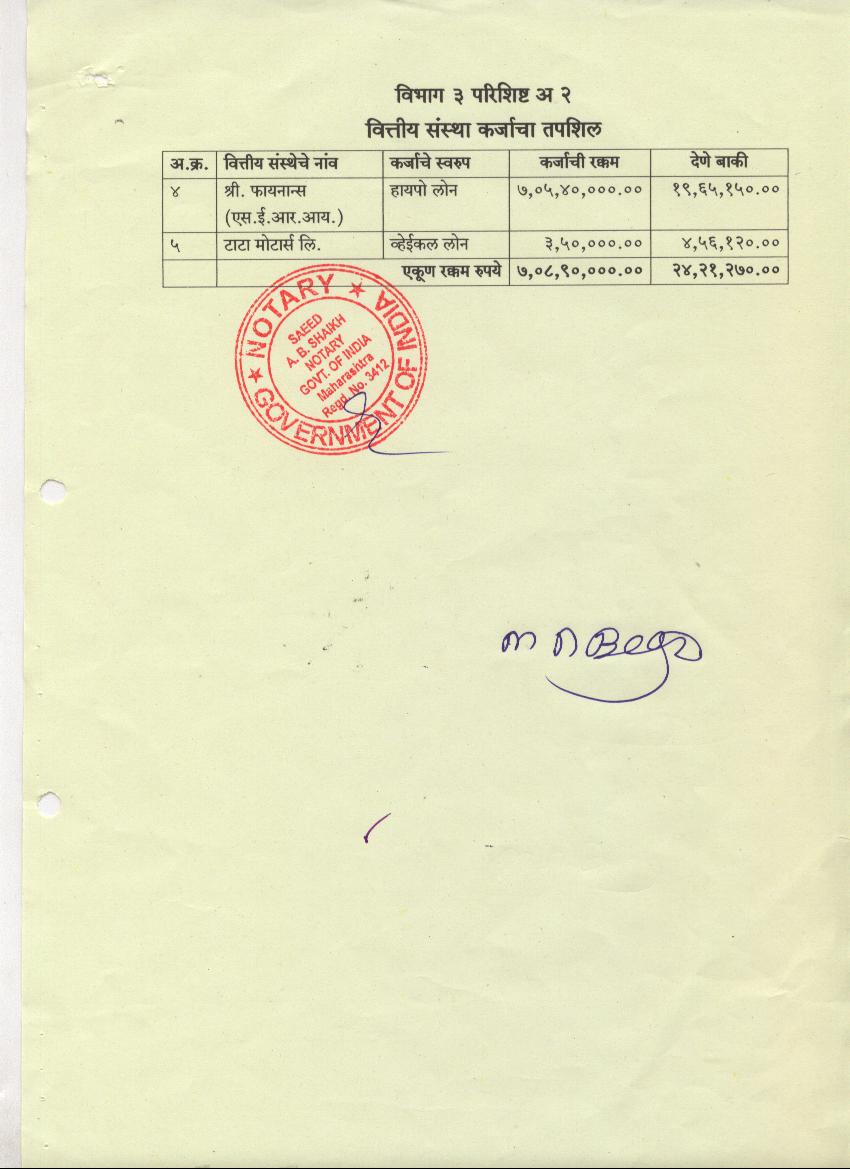 विभाग ३ परिशिष्ट अ २
वित्तीय संस्था कर्जाचा तपशिल
अ.क्र. वित्तीय संस्थेचे नांव कर्जाचे स्वरुप कर्जाची रक्कम देणे बाकी
४ श्री. फायनान्स हायपो लोन ७,०५,४०,०००.०० १९,६५,१५०.००
(एस.ई.आर.आय.)
५ टाटा मोटार्स लि. व्हेईकल लोन ३,५०,०००.०० ४,५६,१२०.००
एकूण रक्कम रुपये ७,०८,९०,०००.०० २४,२१,२७०.००
NOTARY
GOVERNMENT OF INDIA
SAEED
A. B. SHAIKH
NOTARY
GOVT. OF INDIA
Maharashtra
Regd. No. 3412